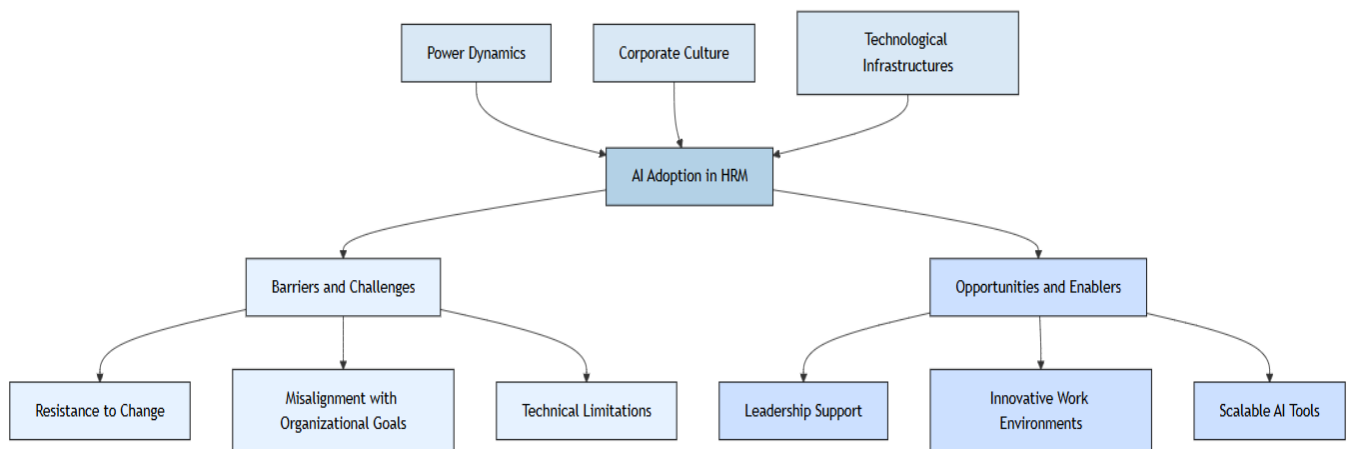 Power Dynamics
Corporate Culture
Technological
Infrastructures
AI Adoption in HRM
Barriers and Challenges
Opportunities and Enablers
Resistance to Change
Misalignment with
Organizational Goals
Technical Limitations
Leadership Support
Innovative Work
Environments
Scalable AI Tools